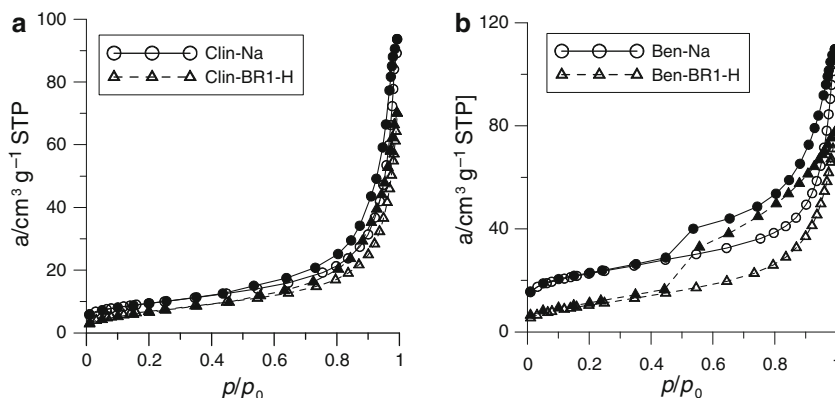 a
100
80
60
40
20
0
a/cm³ g⁻¹ STP
Clin-Na
Clin-BR1-H
0 0.2 0.4 0.6 0.8 1
p/p₀
b
120
80
40
0
a/cm³ g⁻¹ STP]
Ben-Na
Ben-BR1-H
0 0.2 0.4 0.6 0.8 1
p/p₀